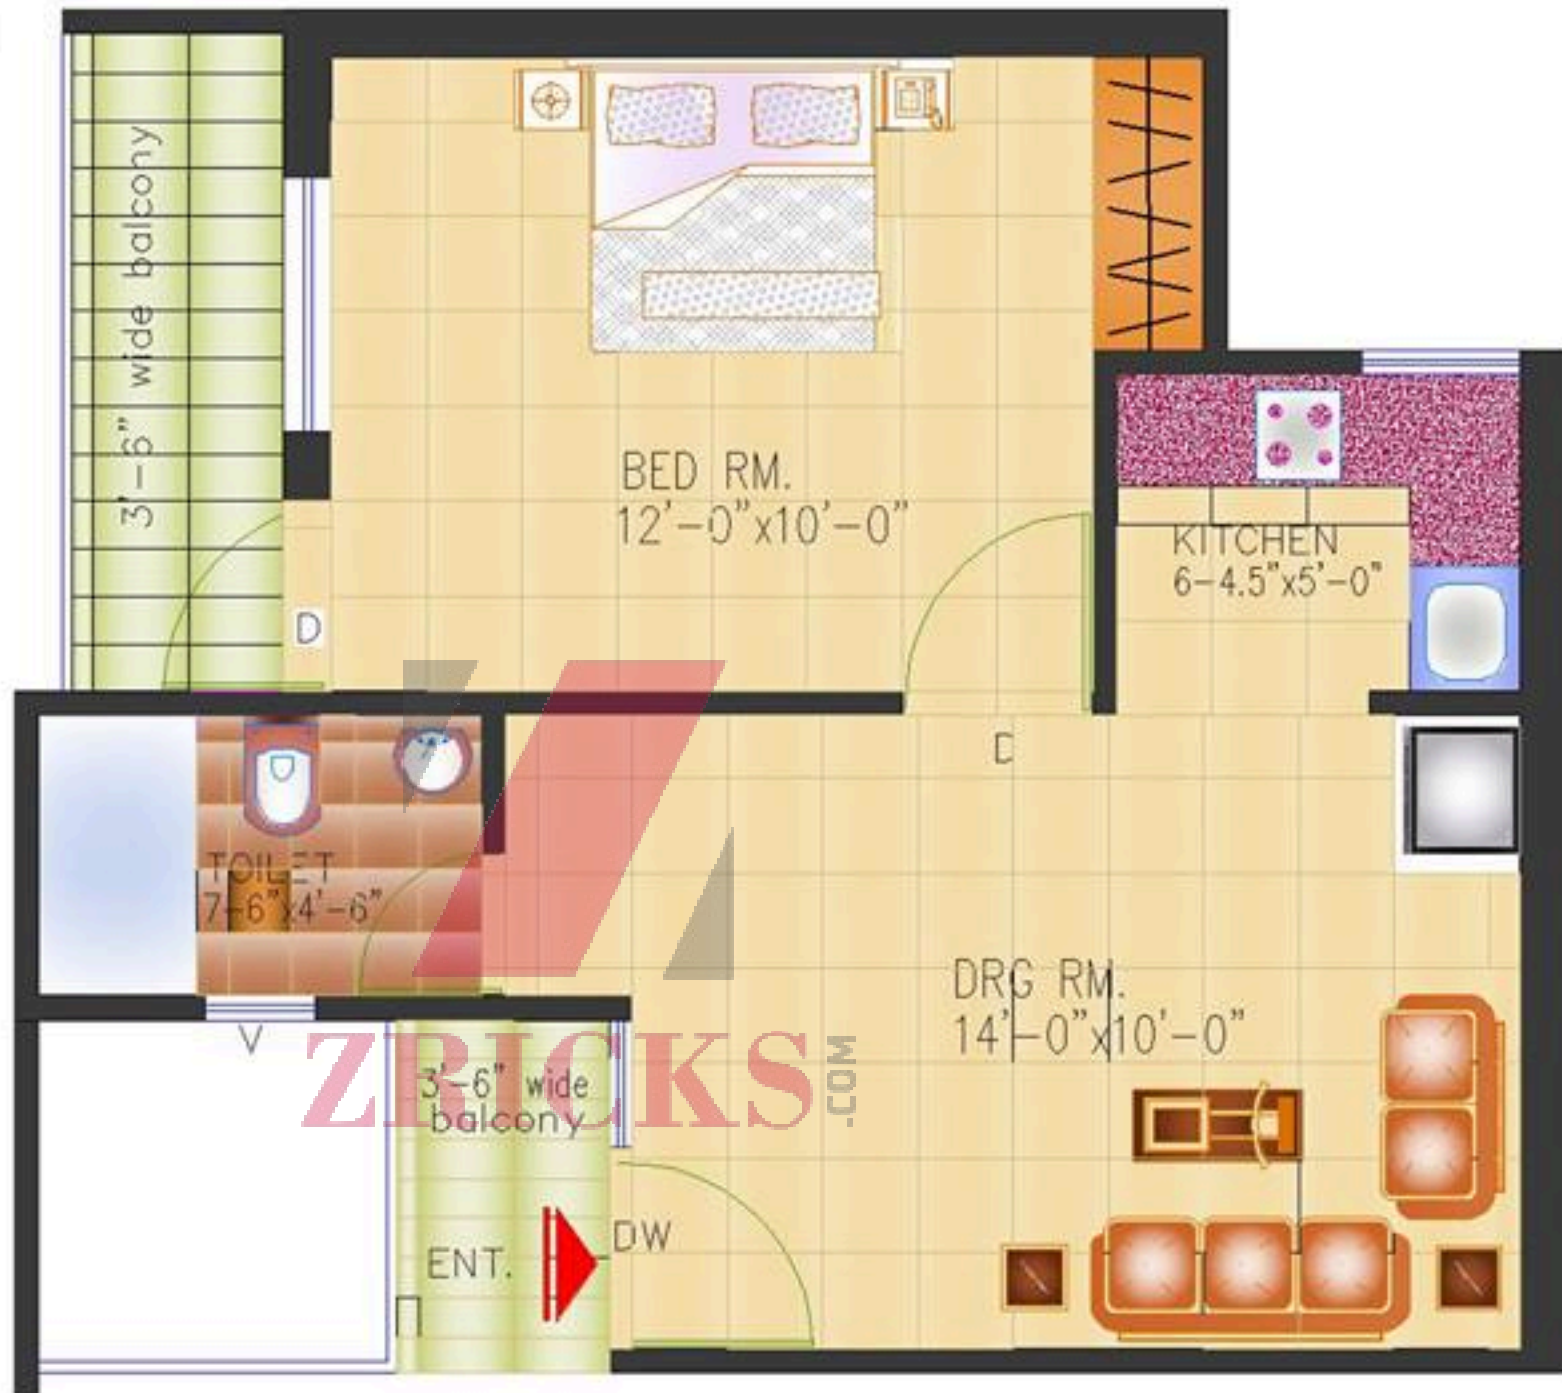 3'-6" wide balcony
BED RM.
12'-0"x10'-0"
KITCHEN
6-4.5"x5'-0"
D
D
TOILET
7-6"x4'-6"
DRG RM.
14'-0"x10'-0"
V
ZRICKS.COM
3'-6" wide
balcony
DW
ENT.